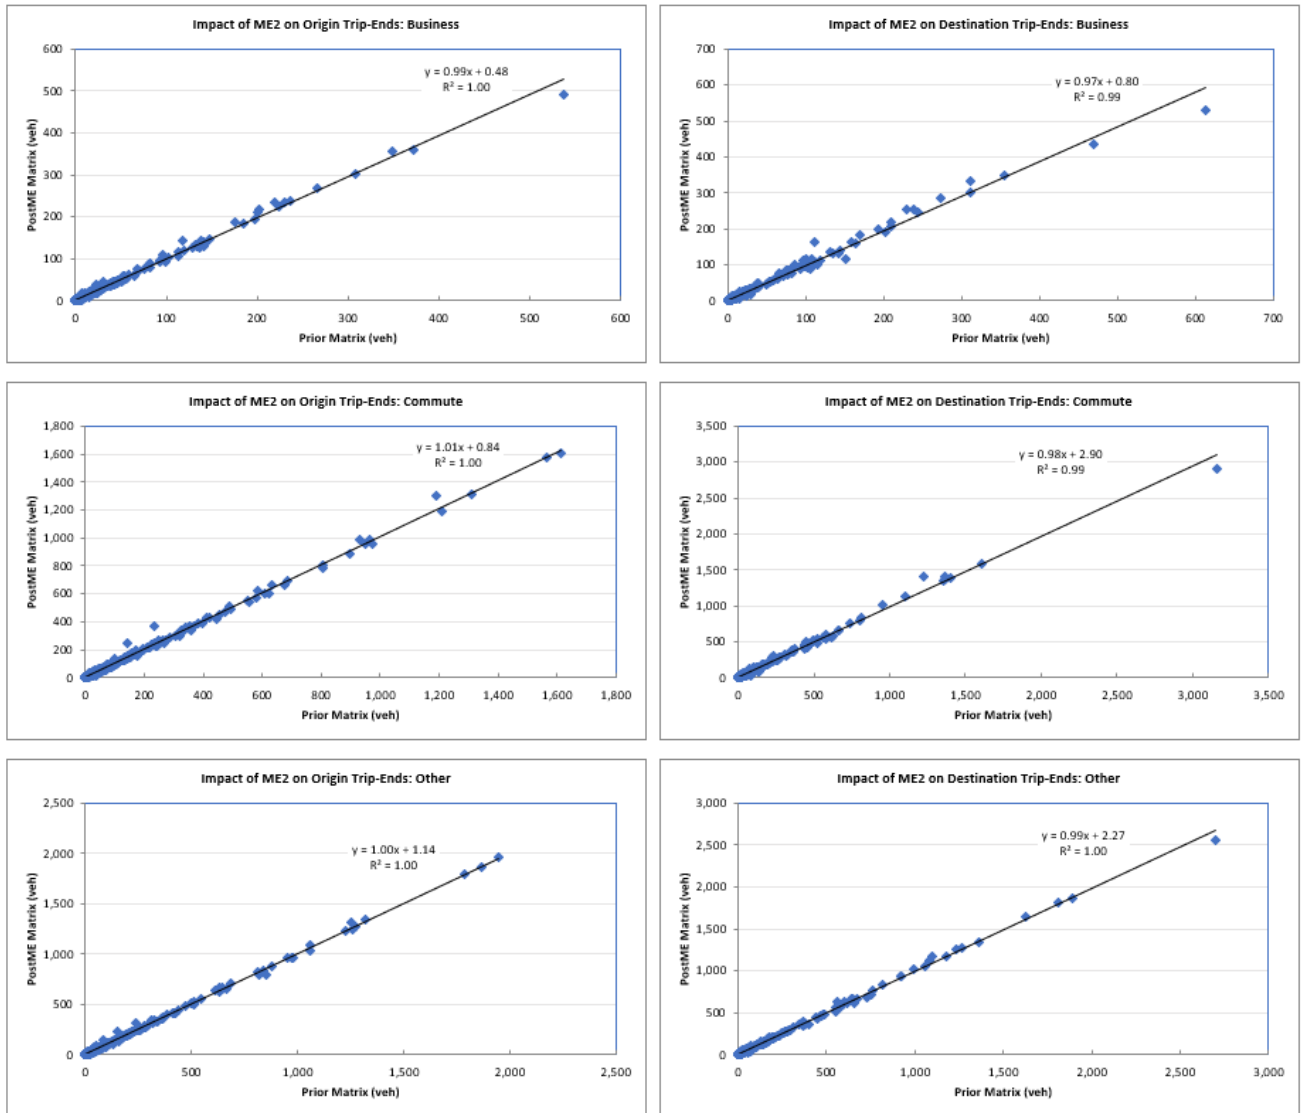 Impact of ME2 on Origin Trip-Ends: Business
600
500
400
300
200
100
0
0 100 200 300 400 500 600
PostME Matrix (veh)
Prior Matrix (veh)
y = 0.99x + 0.48
R² = 1.00
Impact of ME2 on Destination Trip-Ends: Business
700
600
500
400
300
200
100
0
0 100 200 300 400 500 600 700
PostME Matrix (veh)
Prior Matrix (veh)
y = 0.97x + 0.80
R² = 0.99
Impact of ME2 on Origin Trip-Ends: Commute
1,800
1,600
1,400
1,200
1,000
800
600
400
200
0
0 200 400 600 800 1,000 1,200 1,400 1,600 1,800
PostME Matrix (veh)
Prior Matrix (veh)
y = 1.01x + 0.84
R² = 1.00
Impact of ME2 on Destination Trip-Ends: Commute
3,500
3,000
2,500
2,000
1,500
1,000
500
0
0 500 1,000 1,500 2,000 2,500 3,000 3,500
PostME Matrix (veh)
Prior Matrix (veh)
y = 0.98x + 2.90
R² = 0.99
Impact of ME2 on Origin Trip-Ends: Other
2,500
2,000
1,500
1,000
500
0
0 500 1,000 1,500 2,000 2,500
PostME Matrix (veh)
Prior Matrix (veh)
y = 1.00x + 1.14
R² = 1.00
Impact of ME2 on Destination Trip-Ends: Other
3,000
2,500
2,000
1,500
1,000
500
0
0 500 1,000 1,500 2,000 2,500 3,000
PostME Matrix (veh)
Prior Matrix (veh)
y = 0.99x + 2.27
R² = 1.00